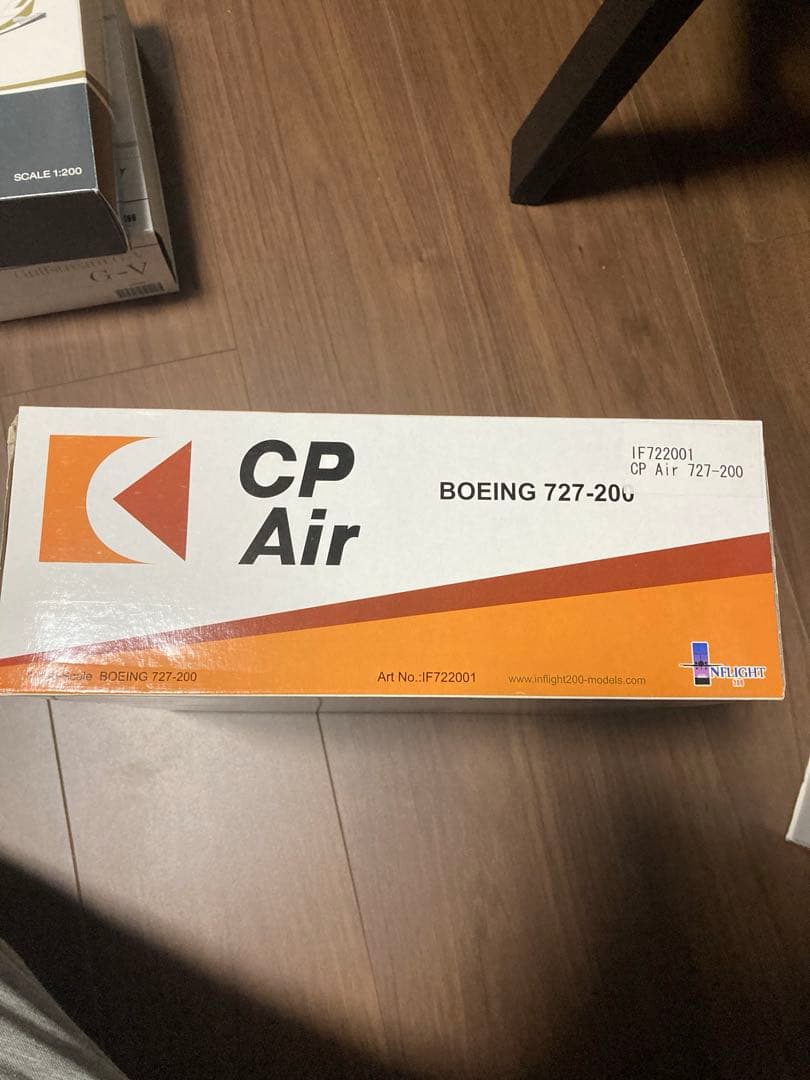 SCALE 1:200
G-V
CP
Air
BOEING 727-200
IF722001
CP Air 727-200
scale BOEING 727-200
Art No.:IF722001
www.inflight200-models.com
INFLIGHT
200